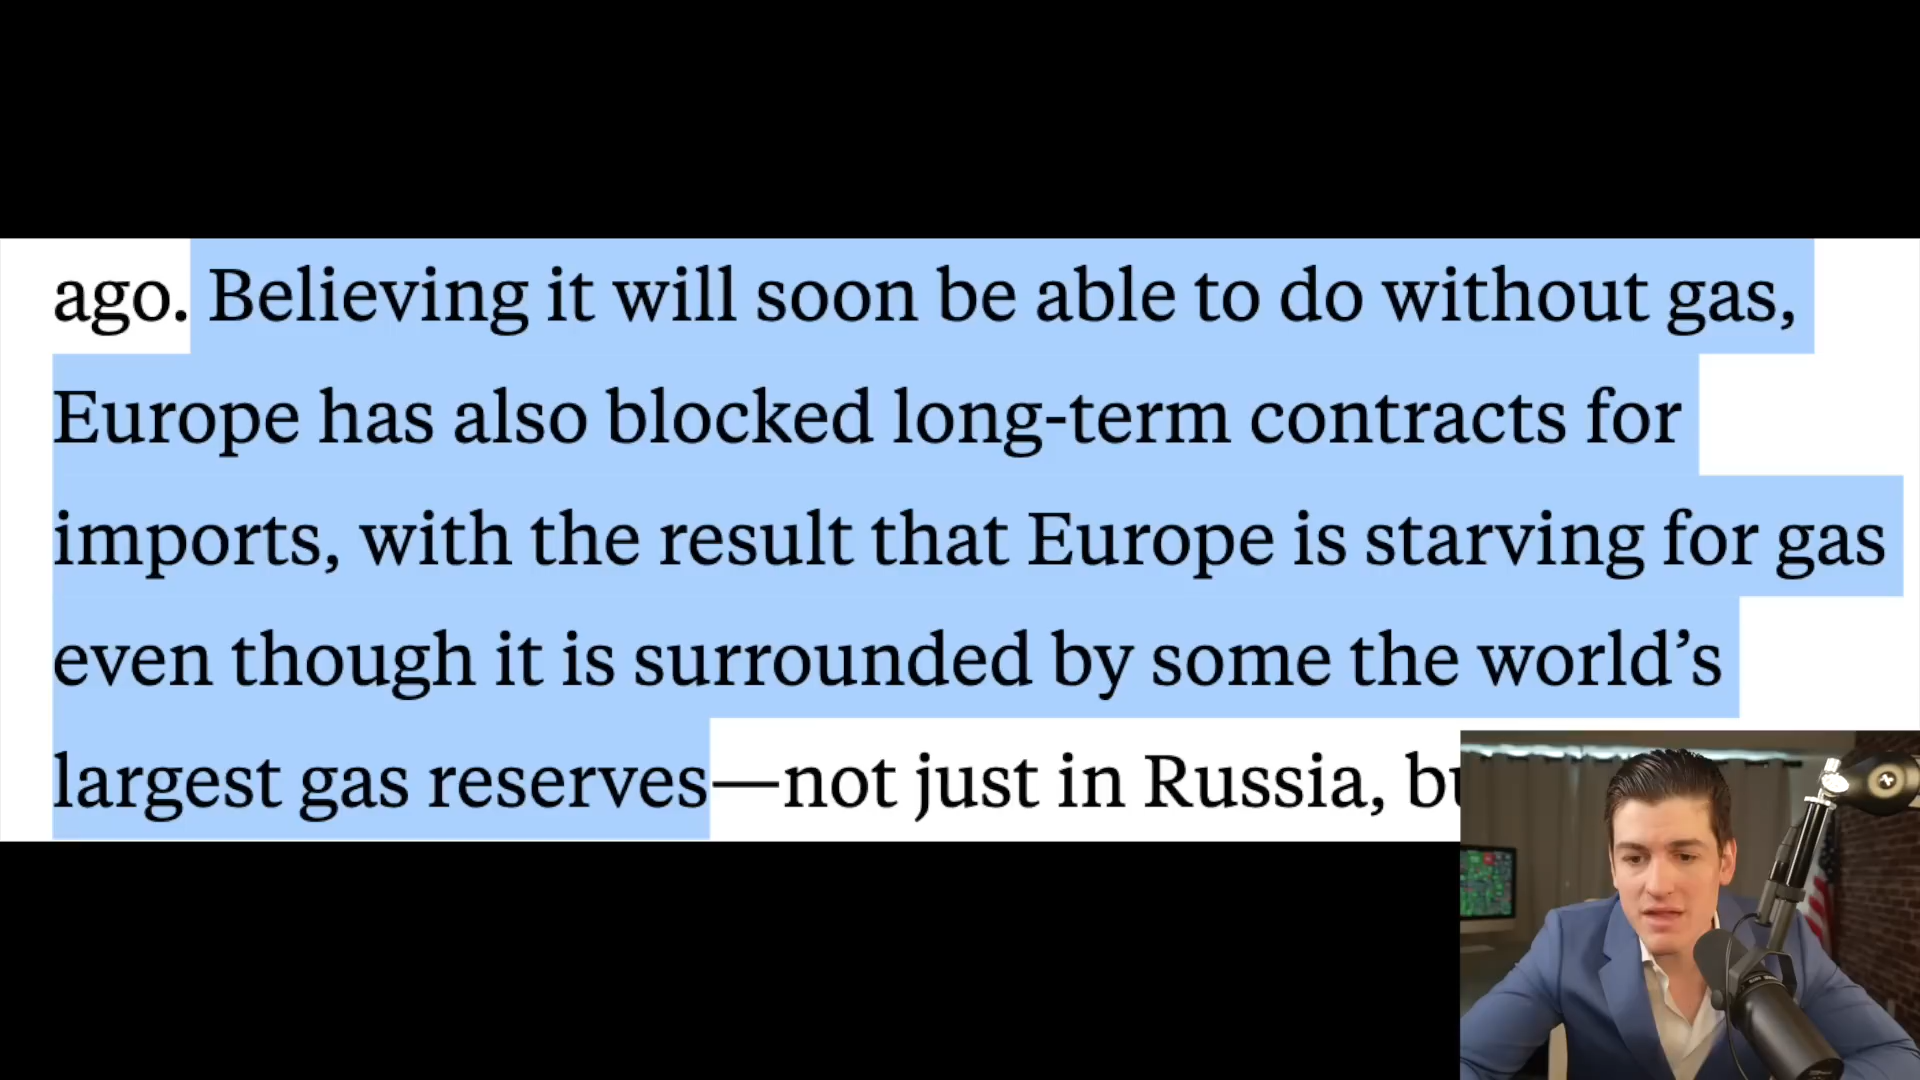 ago. Believing it will soon be able to do without gas,
Europe has also blocked long-term contracts for
imports, with the result that Europe is starving for gas
even though it is surrounded by some the world’s
largest gas reserves—not just in Russia,